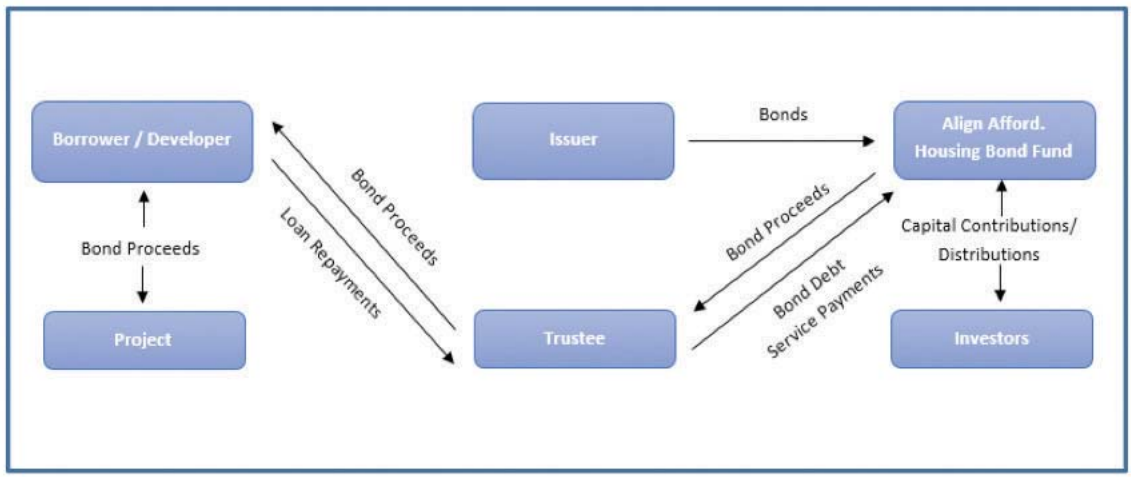 Borrower / Developer
Issuer
Bonds
Align Afford.
Housing Bond Fund
Bond Proceeds
Loan Repayments
Bond Proceeds
Bond Debt
Service Payments
Bond Proceeds
Capital Contributions/
Distributions
Project
Trustee
Investors